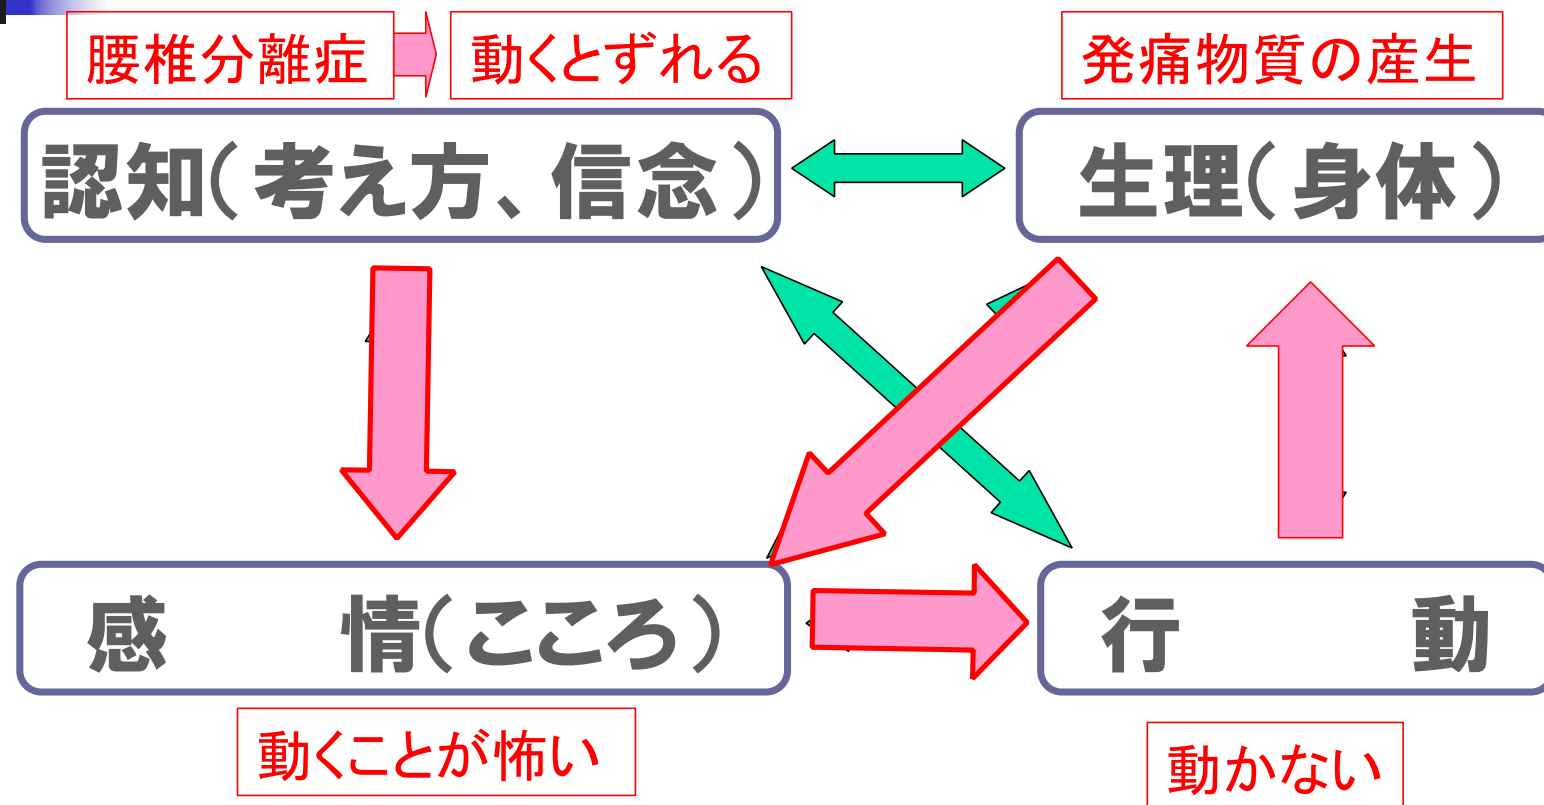 腰椎分離症 動くとずれる 発痛物質の産生
認知(考え方、信念) 生理(身体)
感 情(こころ) 行 動
動くことが怖い 動かない